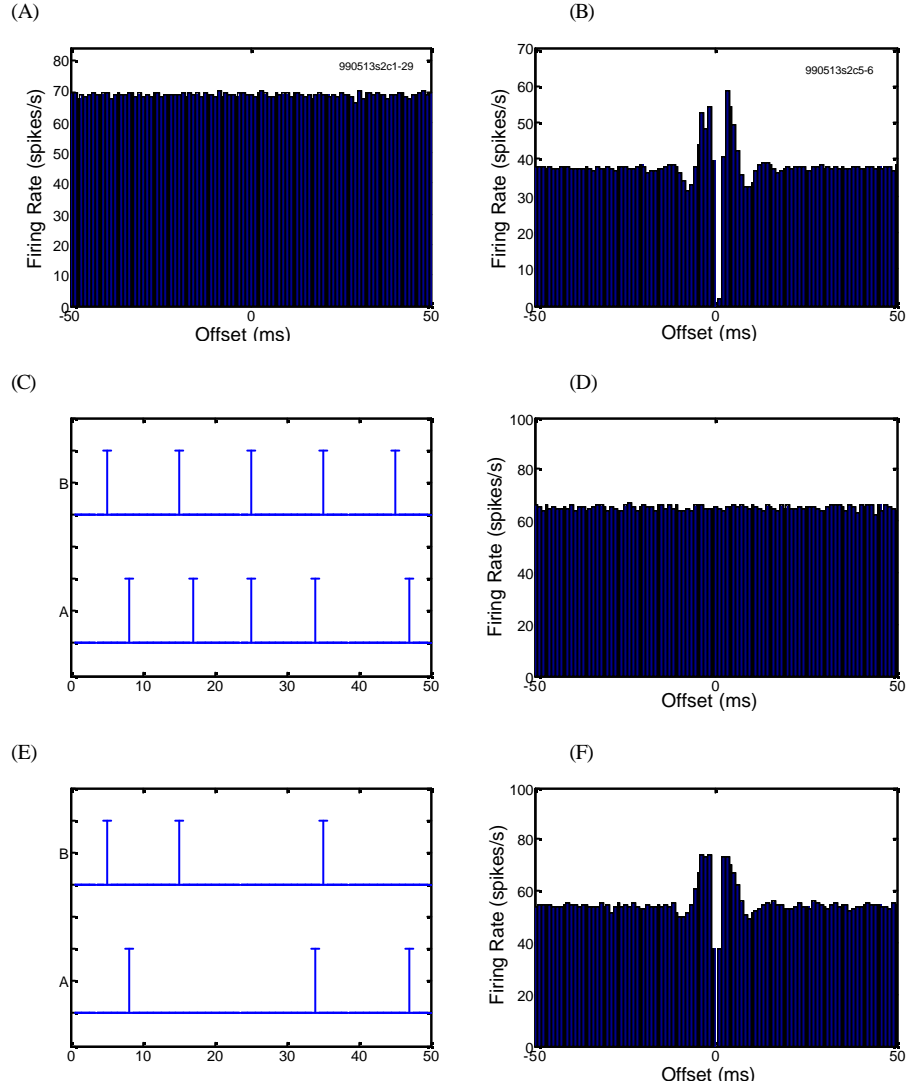 (A)
80
70
60
50
40
30
20
10
0
Firing Rate (spikes/s)
990513s2c1-29
-50 0 50
Offset (ms)
(B)
70
60
50
40
30
20
10
0
Firing Rate (spikes/s)
990513s2c5-6
-50 0 50
Offset (ms)
(C)
B
A
0 10 20 30 40 50
(D)
100
80
60
40
20
0
Firing Rate (spikes/s)
-50 0 50
Offset (ms)
(E)
B
A
0 10 20 30 40 50
(F)
100
80
60
40
20
0
Firing Rate (spikes/s)
-50 0 50
Offset (ms)